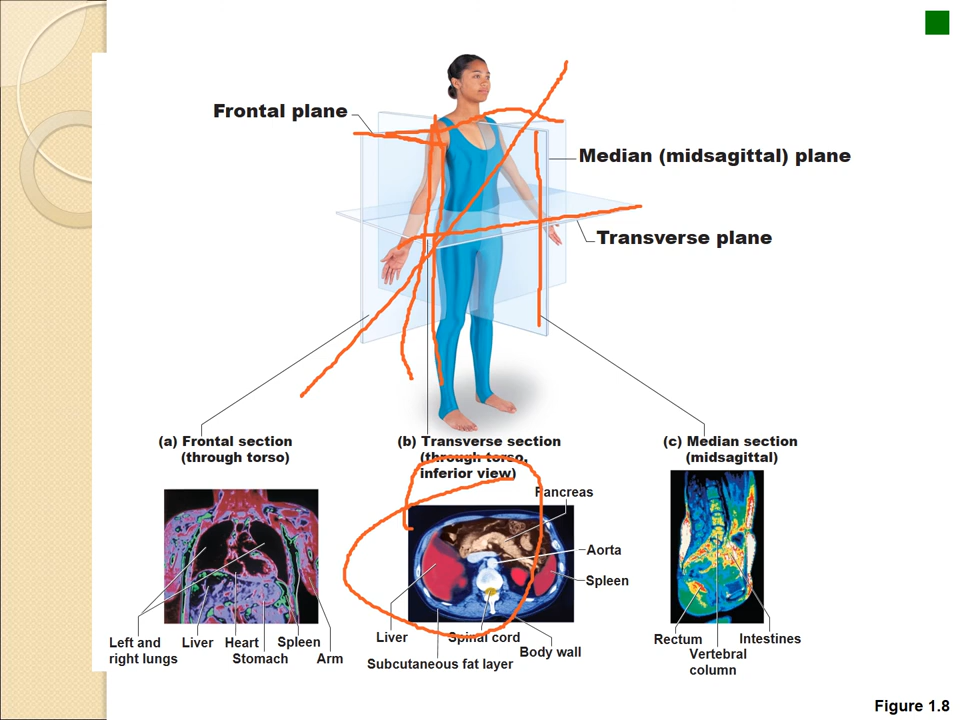 Frontal plane
Median (midsagittal) plane
Transverse plane
(a) Frontal section
(through torso)
(b) Transverse section
(through torso,
inferior view)
(c) Median section
(midsagittal)
Pancreas
Aorta
Spleen
Liver
Spinal cord
Body wall
Subcutaneous fat layer
Left and
right lungs
Liver
Heart
Stomach
Spleen
Arm
Rectum
Vertebral
column
Intestines
Figure 1.8